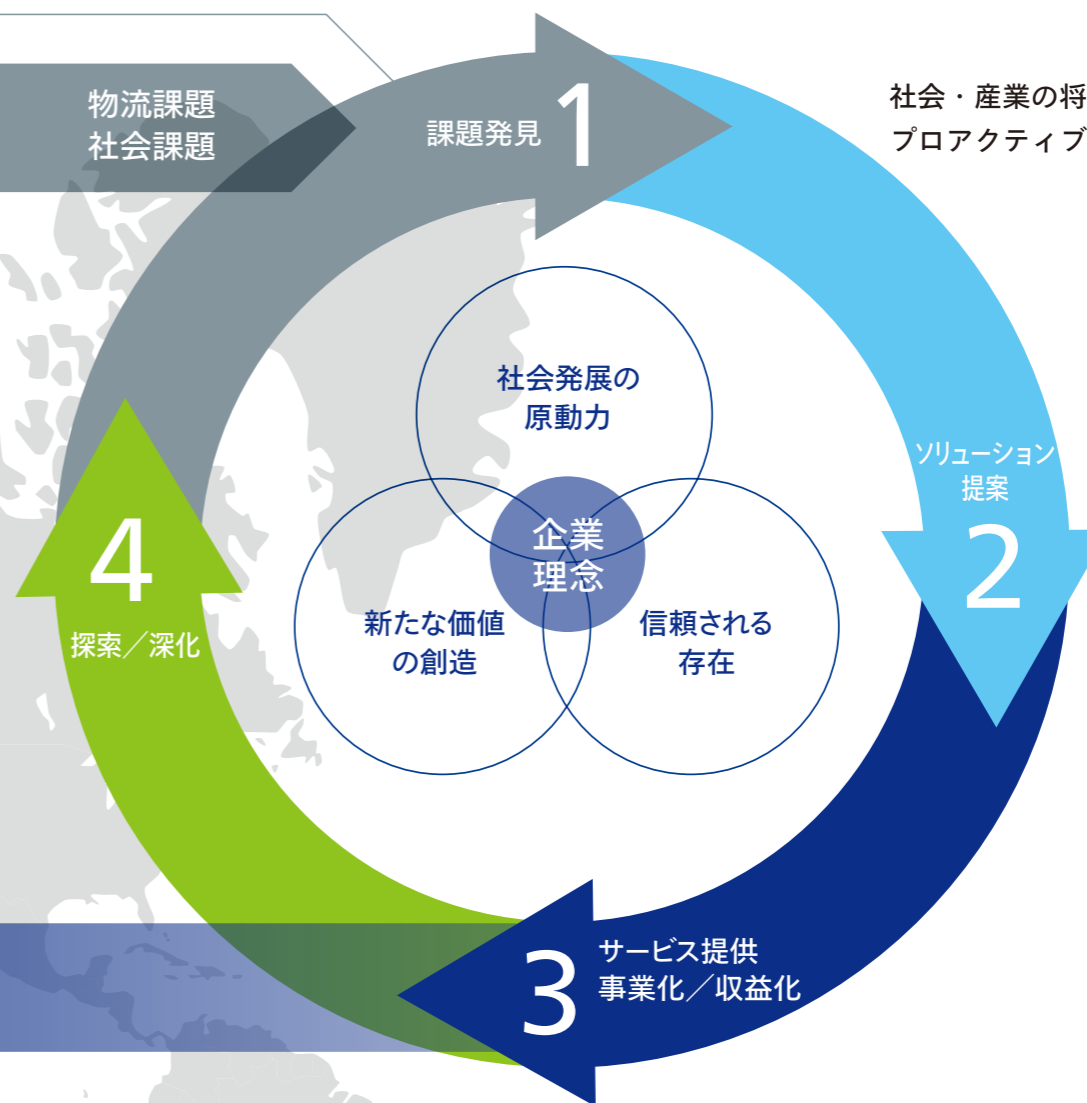 物流課題
社会課題
課題発見
1
社会・産業の将
プロアクティブ
ソリューション
提案
2
社会発展の
原動力
企業
理念
新たな価値
の創造
信頼される
存在
4
探索／深化
3
サービス提供
事業化／収益化